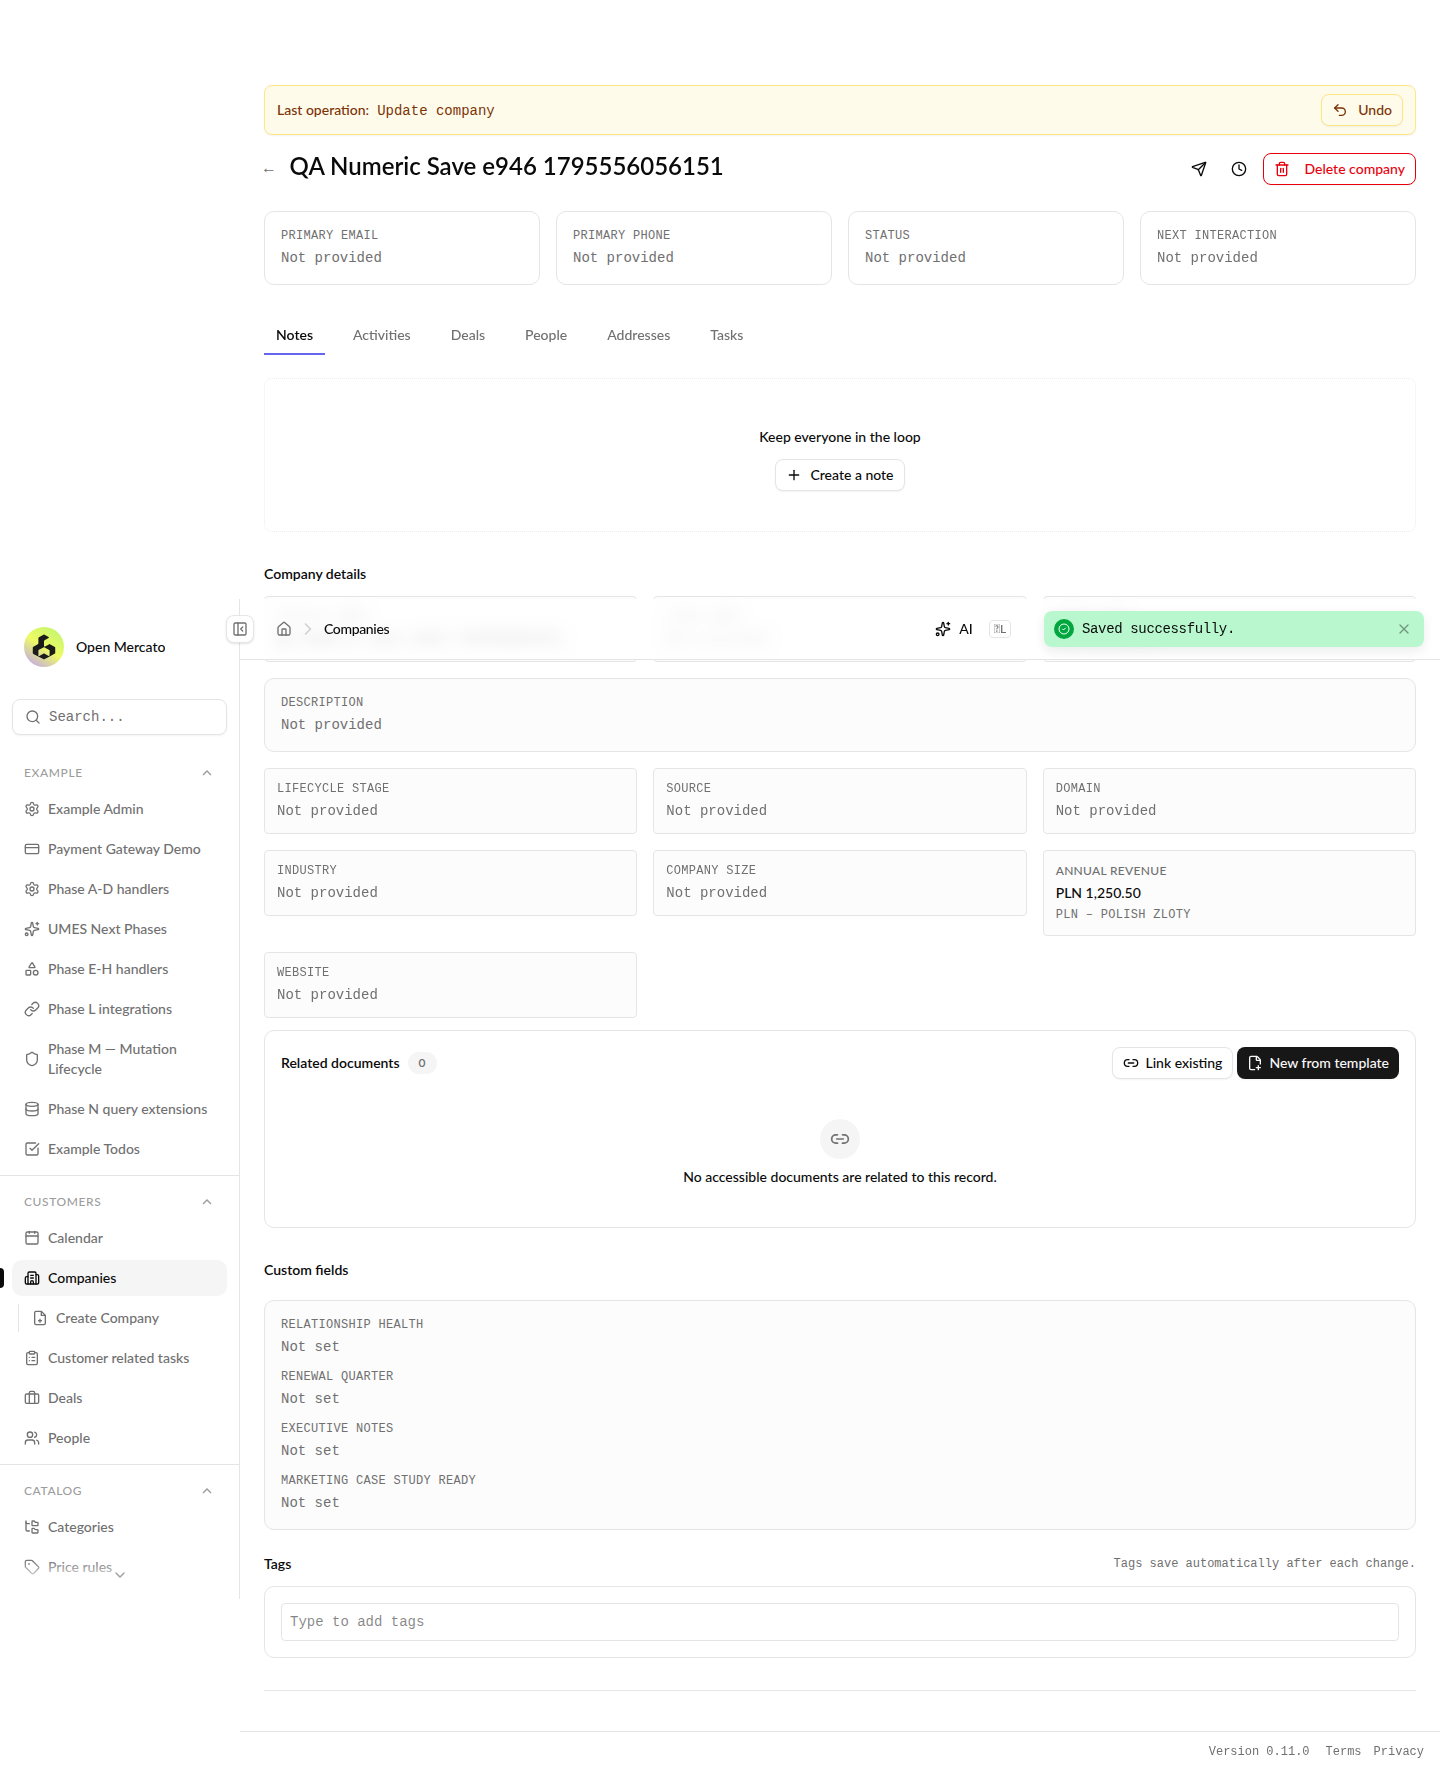 Last operation: Update company
Undo
← QA Numeric Save e946 1795556056151
Delete company
PRIMARY EMAIL
Not provided
PRIMARY PHONE
Not provided
STATUS
Not provided
NEXT INTERACTION
Not provided
Notes
Activities
Deals
People
Addresses
Tasks
Keep everyone in the loop
Create a note
Company details
Open Mercato
Companies
AI
L
Saved successfully.
Search...
EXAMPLE
Example Admin
Payment Gateway Demo
Phase A-D handlers
UMES Next Phases
Phase E-H handlers
Phase L integrations
Phase M — Mutation
Lifecycle
Phase N query extensions
Example Todos
CUSTOMERS
Calendar
Companies
Create Company
Customer related tasks
Deals
People
CATALOG
Categories
Price rules
DESCRIPTION
Not provided
LIFECYCLE STAGE
Not provided
SOURCE
Not provided
DOMAIN
Not provided
INDUSTRY
Not provided
COMPANY SIZE
Not provided
ANNUAL REVENUE
PLN 1,250.50
PLN – POLISH ZLOTY
WEBSITE
Not provided
Related documents 0
Link existing
New from template
No accessible documents are related to this record.
Custom fields
RELATIONSHIP HEALTH
Not set
RENEWAL QUARTER
Not set
EXECUTIVE NOTES
Not set
MARKETING CASE STUDY READY
Not set
Tags
Tags save automatically after each change.
Type to add tags
Version 0.11.0
Terms
Privacy